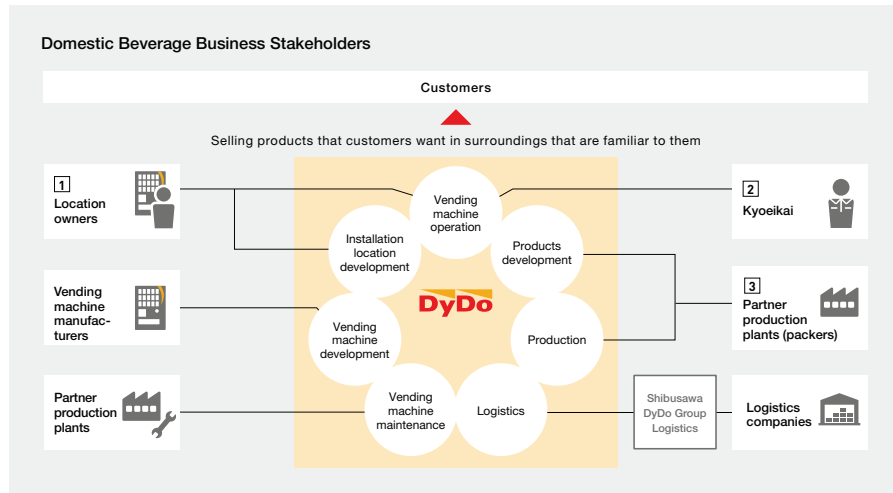 Domestic Beverage Business Stakeholders
Customers
Selling products that customers want in surroundings that are familiar to them
1
Location
owners
Vending
machine
manufac-
turers
Partner
production
plants
Vending
machine
operation
Installation
location
development
Products
development
DyDo
Vending
machine
development
Production
Vending
machine
maintenance
Logistics
2
Kyoeikai
3
Partner
production
plants (packers)
Shibusawa
DyDo Group
Logistics
Logistics
companies